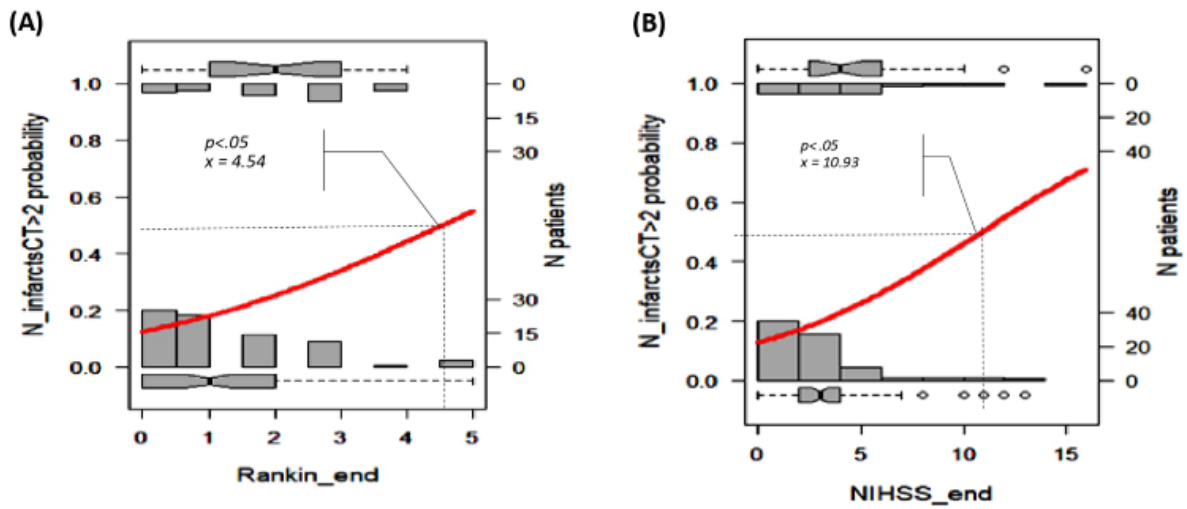 (A)
N_infarctsCT>2 probability
1.0
0.8
0.6
0.4
0.2
0.0
p<.05
x = 4.54
0
15
30
30
15
0
N patients
0 1 2 3 4 5
Rankin_end
(B)
N_infarctsCT>2 probability
1.0
0.8
0.6
0.4
0.2
0.0
p<.05
x = 10.93
0
20
40
40
20
0
N patients
0 5 10 15
NIHSS_end